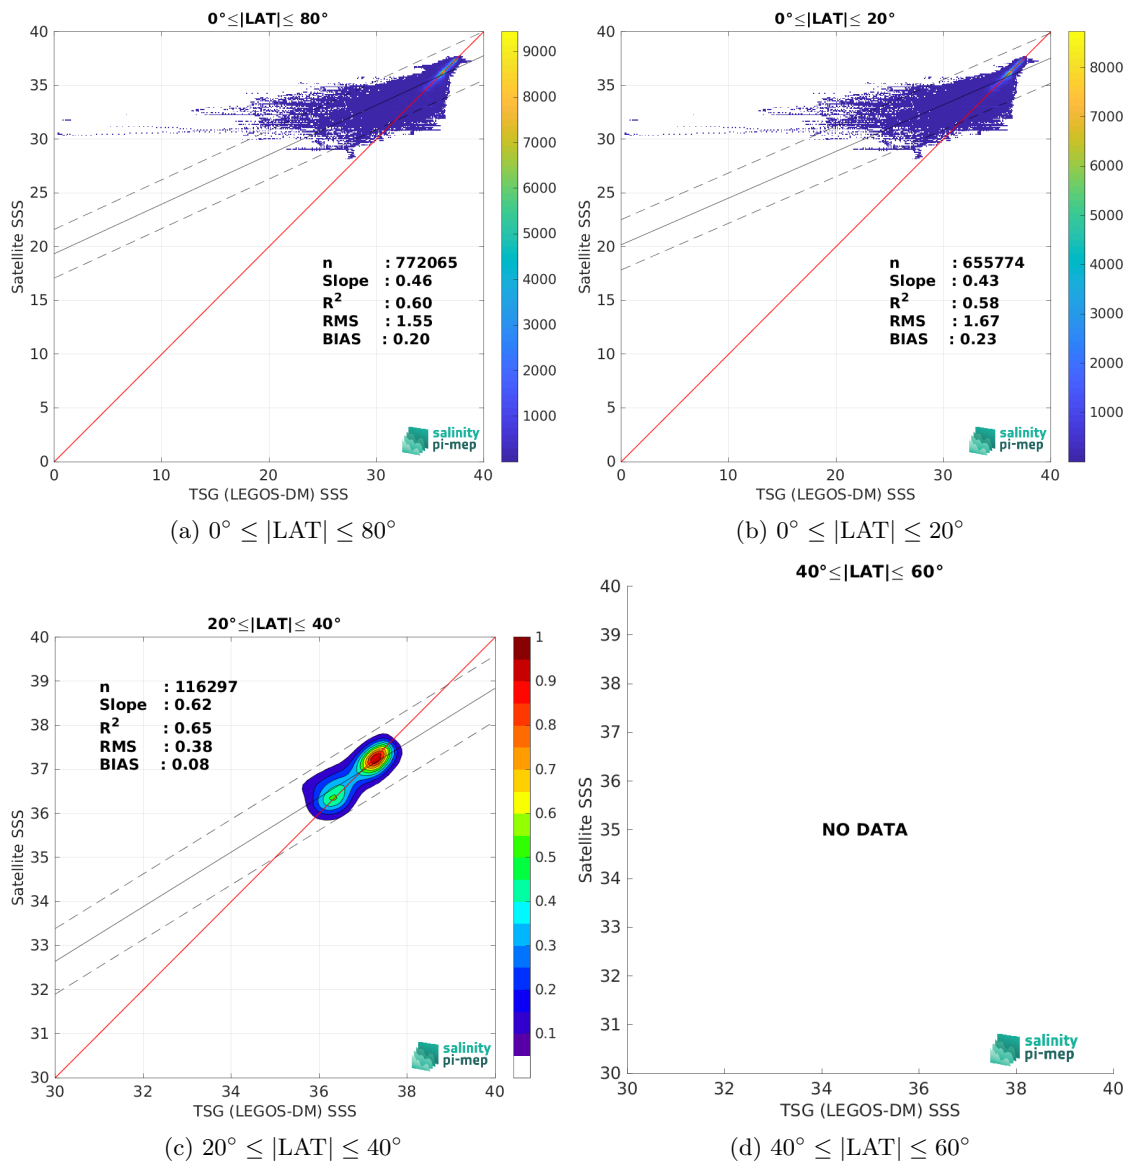 0°≤|LAT|≤ 80°
40
35
30
25
20
15
10
5
0
0
10
20
30
40
Satellite SSS
TSG (LEGOS-DM) SSS
n : 772065
Slope : 0.46
R2 : 0.60
RMS : 1.55
BIAS : 0.20
salinity
pi-mep
9000
8000
7000
6000
5000
4000
3000
2000
1000
(a) 0° ≤ |LAT| ≤ 80°
0°≤|LAT|≤ 20°
40
35
30
25
20
15
10
5
0
0
10
20
30
40
Satellite SSS
TSG (LEGOS-DM) SSS
n : 655774
Slope : 0.43
R2 : 0.58
RMS : 1.67
BIAS : 0.23
salinity
pi-mep
8000
7000
6000
5000
4000
3000
2000
1000
(b) 0° ≤ |LAT| ≤ 20°
20°≤|LAT|≤ 40°
40
39
38
37
36
35
34
33
32
31
30
30
32
34
36
38
40
Satellite SSS
TSG (LEGOS-DM) SSS
n : 116297
Slope : 0.62
R2 : 0.65
RMS : 0.38
BIAS : 0.08
salinity
pi-mep
1
0.9
0.8
0.7
0.6
0.5
0.4
0.3
0.2
0.1
(c) 20° ≤ |LAT| ≤ 40°
40°≤|LAT|≤ 60°
40
39
38
37
36
35
34
33
32
31
30
30
32
34
36
38
40
Satellite SSS
TSG (LEGOS-DM) SSS
NO DATA
salinity
pi-mep
(d) 40° ≤ |LAT| ≤ 60°